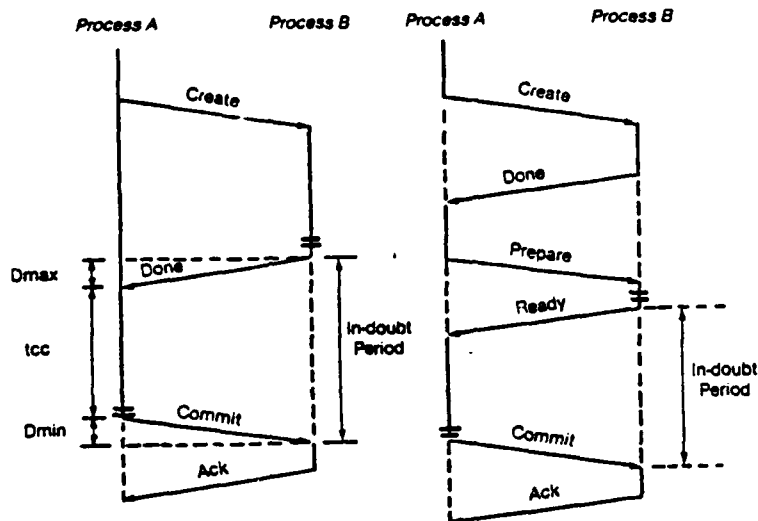 Process A
Process B
Create
Done
Dmax
tcc
In-doubt
Period
Commit
Dmin
Ack
Process A
Process B
Create
Done
Prepare
Ready
In-doubt
Period
Commit
Ack